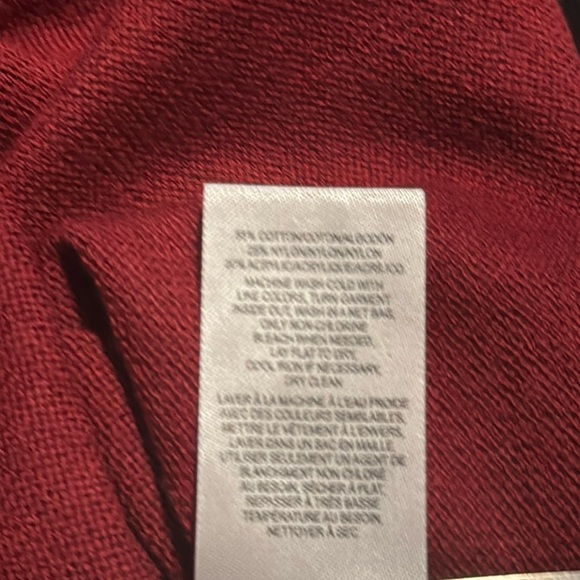 COTTON/COTON/ALGODÓN
NYLON/NYLON/NYLON
MACHINE WASH COLD WITH
LIKE COLORS, TURN GARMENT
INSIDE OUT, WASH IN A NET BAG,
ONLY NON-CHLORINE
BLEACH WHEN NEEDED,
LAY FLAT TO DRY,
COOL IRON IF NECESSARY,
DRY CLEAN
LAVER À LA MACHINE À L'EAU FROIDE
AVEC DES COULEURS SEMBLABLES,
METTRE LE VÊTEMENT À L'ENVERS,
LAVER DANS UN SAC EN MAILLE,
UTILISER SEULEMENT UN AGENT DE
BLANCHIMENT NON CHLORÉ
AU BESOIN, SÉCHER À PLAT,
REPASSER À TRÈS BASSE
TEMPÉRATURE AU BESOIN,
NETTOYER À SEC